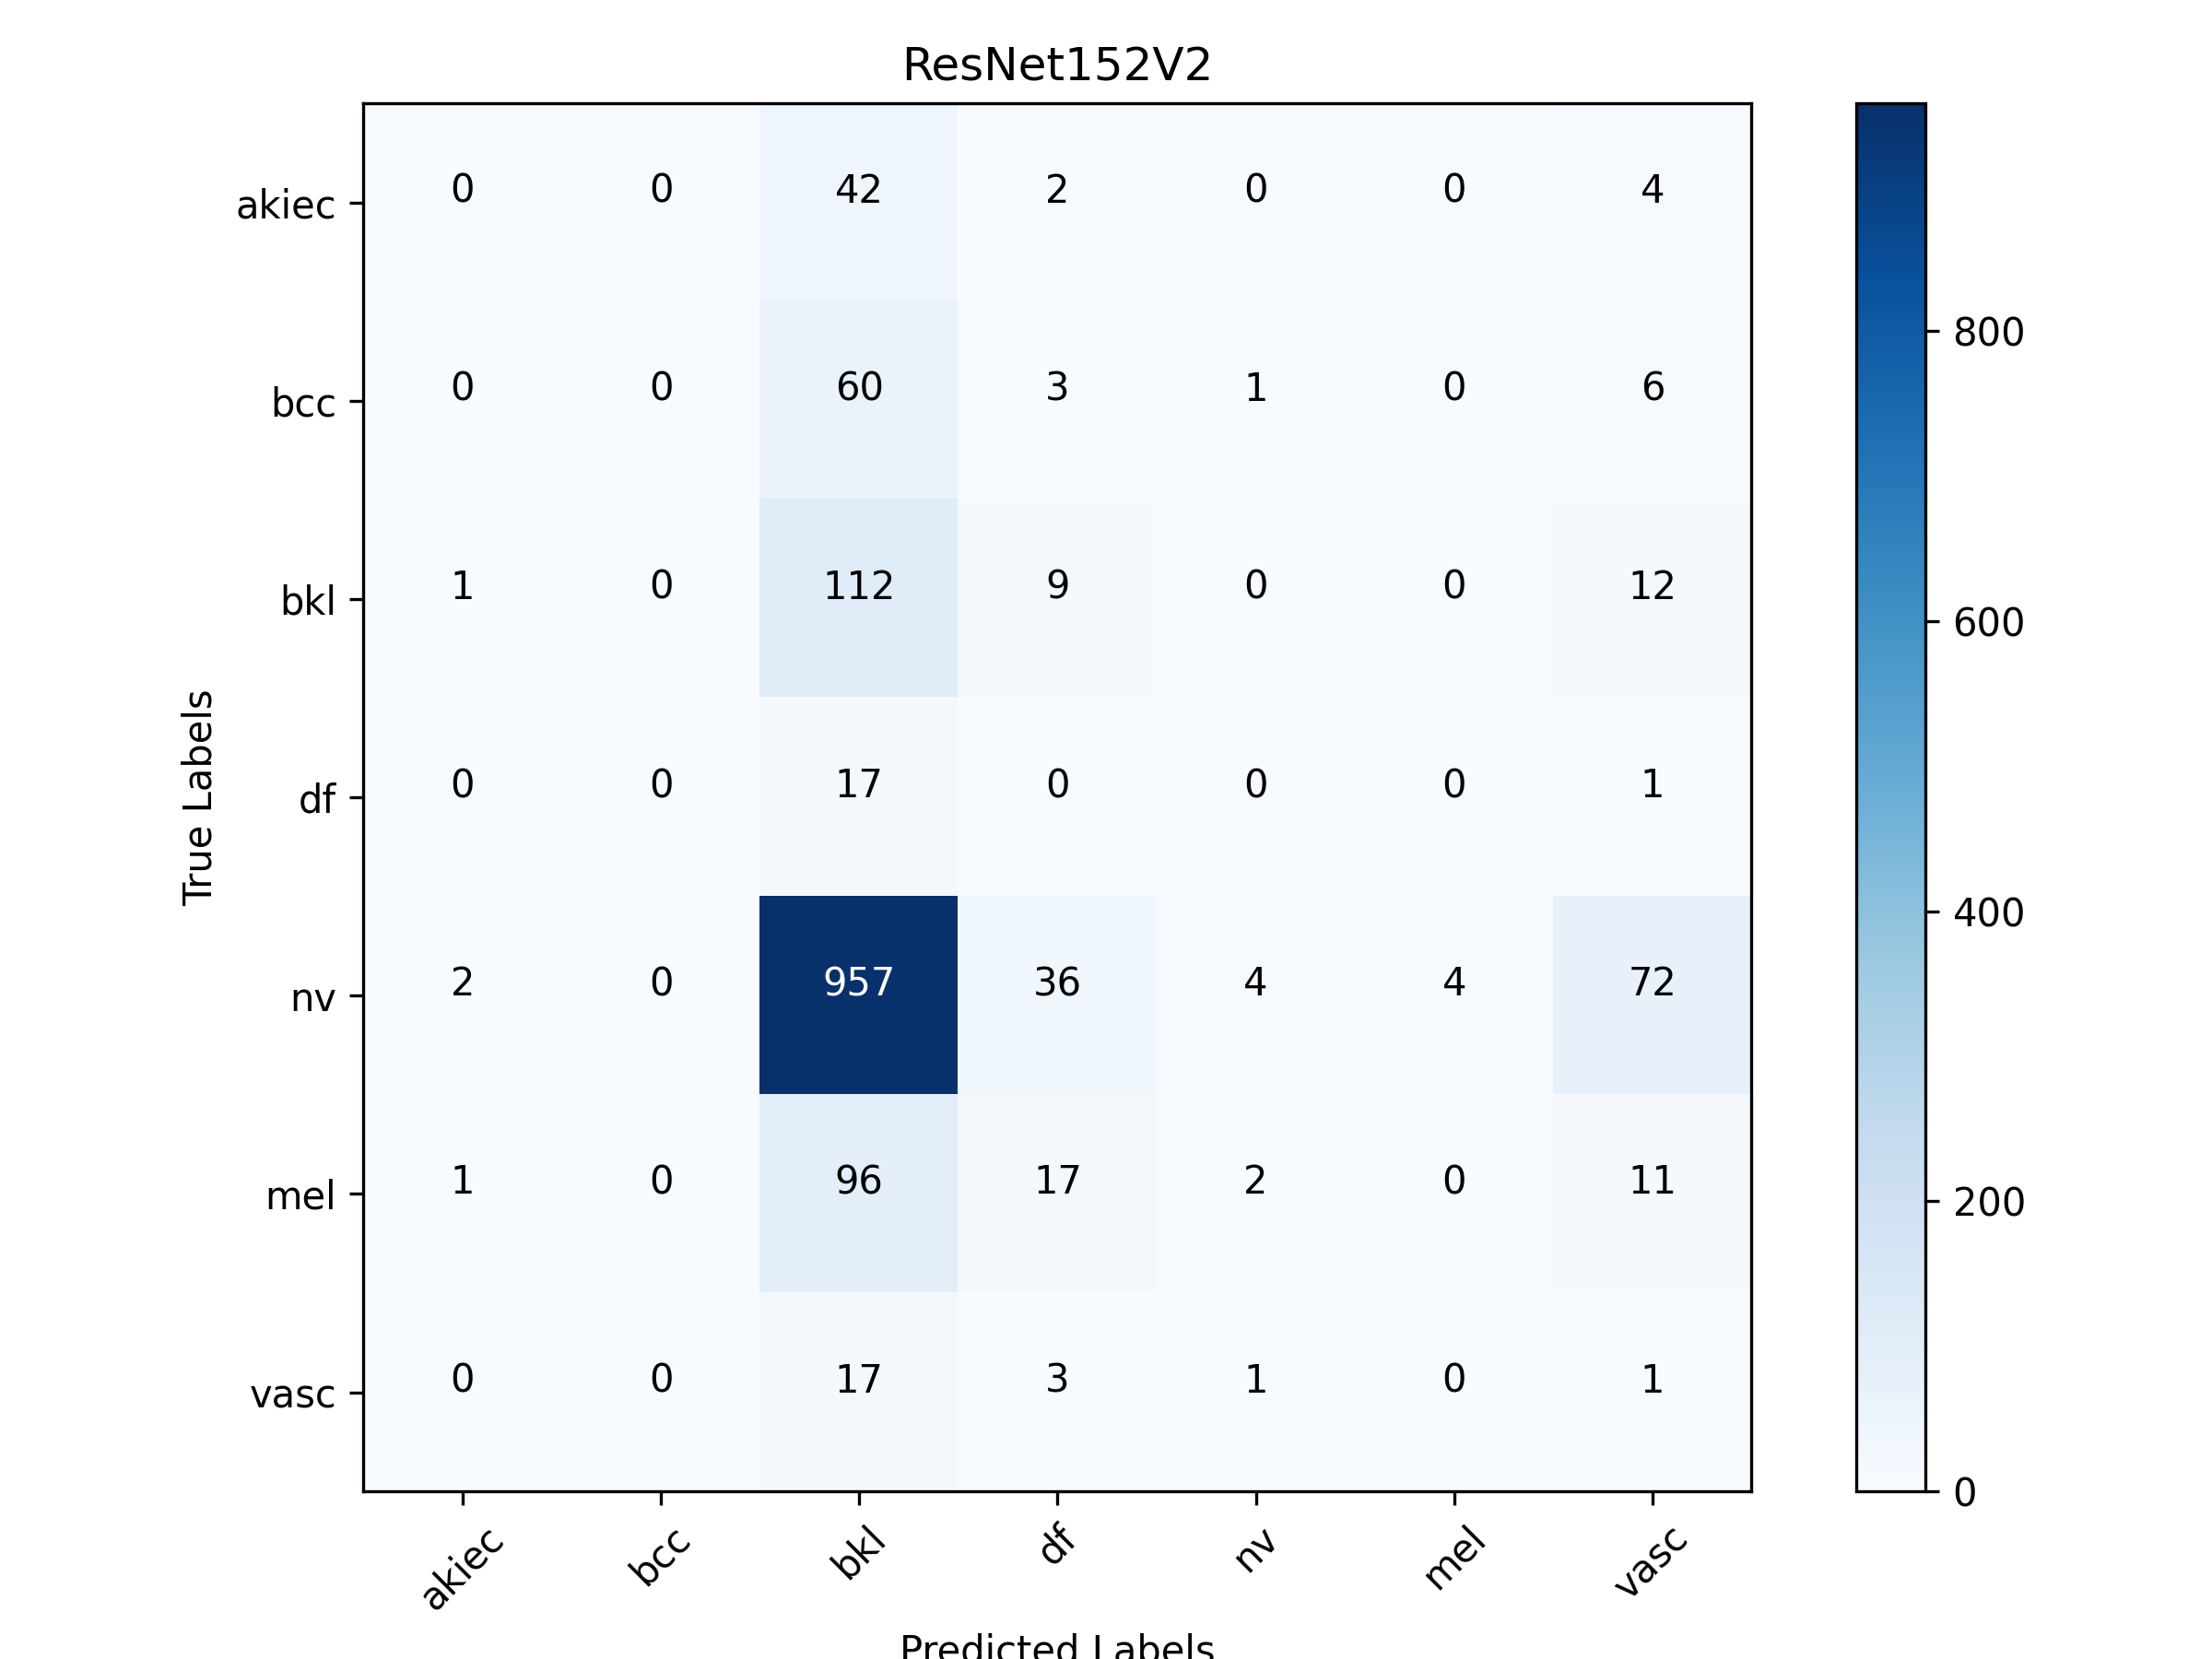 ResNet152V2
akiec 0 0 42 2 0 0 4
bcc 0 0 60 3 1 0 6
bkl 1 0 112 9 0 0 12
df 0 0 17 0 0 0 1
nv 2 0 957 36 4 4 72
mel 1 0 96 17 2 0 11
vasc 0 0 17 3 1 0 1
True Labels
akiec bcc bkl df nv mel vasc
Predicted Labels
800
600
400
200
0